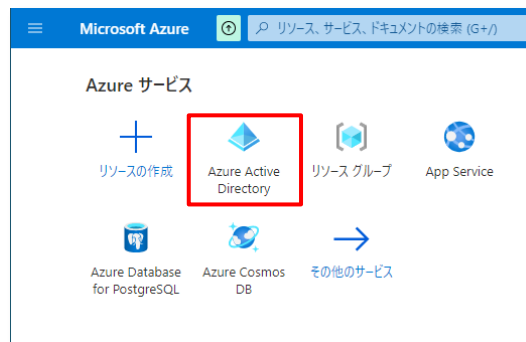 Microsoft Azure
リソース、サービス、ドキュメントの検索 (G+/)
Azure サービス
リソースの作成
Azure Active
Directory
リソース グループ
App Service
Azure Database
for PostgreSQL
Azure Cosmos
DB
その他のサービス